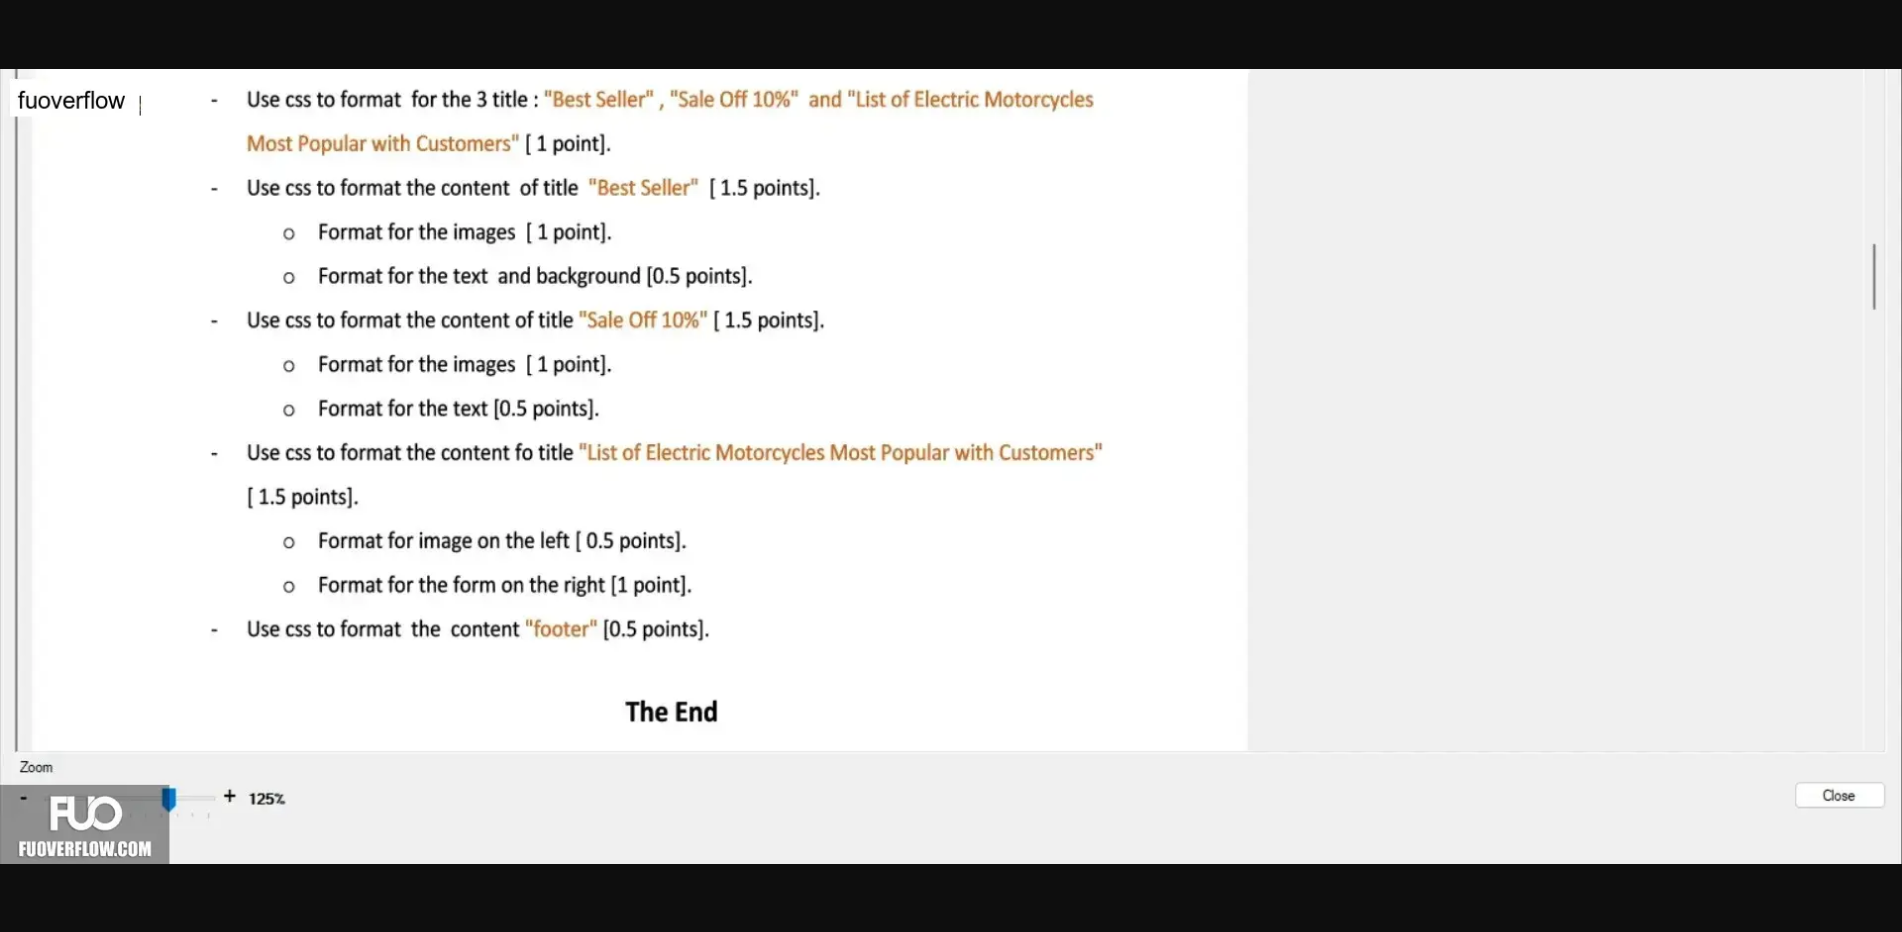 fuoverflow
- Use css to format for the 3 title : "Best Seller" , "Sale Off 10%" and "List of Electric Motorcycles
Most Popular with Customers" [ 1 point].
- Use css to format the content of title "Best Seller" [ 1.5 points].
o Format for the images [ 1 point].
o Format for the text and background [0.5 points].
- Use css to format the content of title "Sale Off 10%" [ 1.5 points].
o Format for the images [ 1 point].
o Format for the text [0.5 points].
- Use css to format the content fo title "List of Electric Motorcycles Most Popular with Customers"
[ 1.5 points].
o Format for image on the left [ 0.5 points].
o Format for the form on the right [1 point].
- Use css to format the content "footer" [0.5 points].
The End
Zoom
- + 125%
Close
FUO
FUOVERFLOW.COM